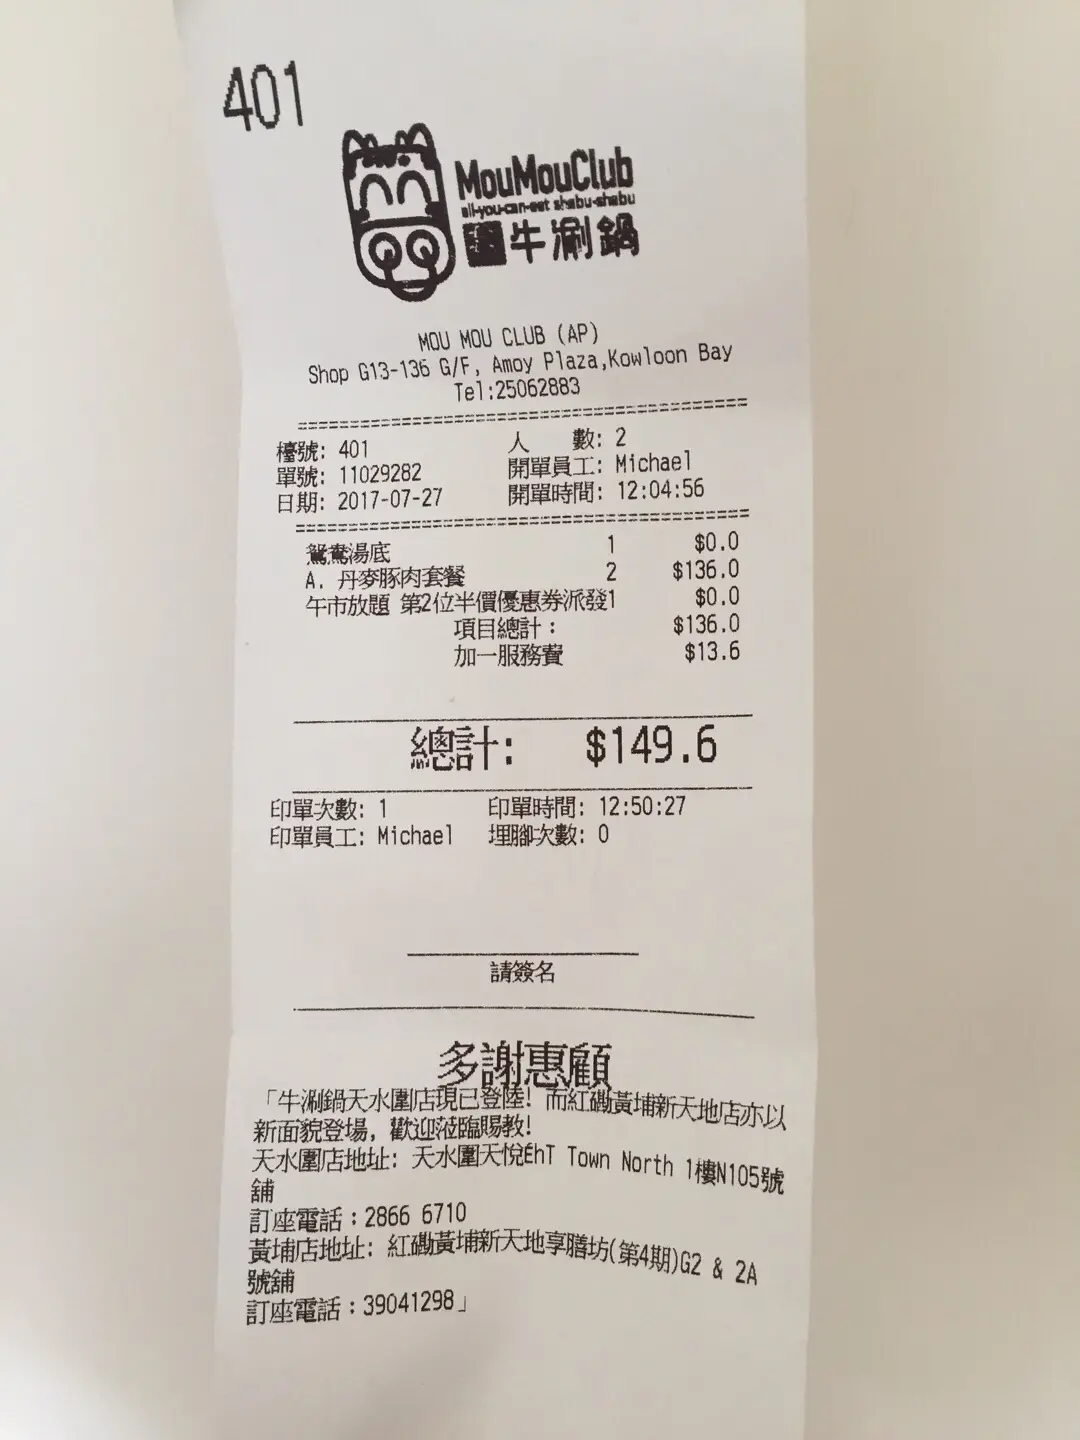 401
MouMouClub
all-you-can-eat shabu-shabu
牛涮鍋
MOU MOU CLUB (AP)
Shop G13-136 G/F, Amoy Plaza,Kowloon Bay
Tel:25062883
檯號: 401 人 數: 2
單號: 11029282 開單員工: Michael
日期: 2017-07-27 開單時間: 12:04:56
鴛鴦湯底 1 $0.0
A. 丹麥豚肉套餐 2 $136.0
午市放題 第2位半價優惠券派發1 $0.0
項目總計: $136.0
加一服務費 $13.6
總計: $149.6
印單次數: 1 印單時間: 12:50:27
印單員工: Michael 埋腳次數: 0
請簽名
多謝惠顧
「牛涮鍋天水圍店現已登陸! 而紅磡黃埔新天地店亦以
新面貌登場, 歡迎蒞臨賜教!
天水圍店地址: 天水圍天悅 Town North 1樓N105號
舖
訂座電話:2866 6710
黃埔店地址: 紅磡黃埔新天地享膳坊(第4期)G2 & 2A
號舖
訂座電話:39041298」